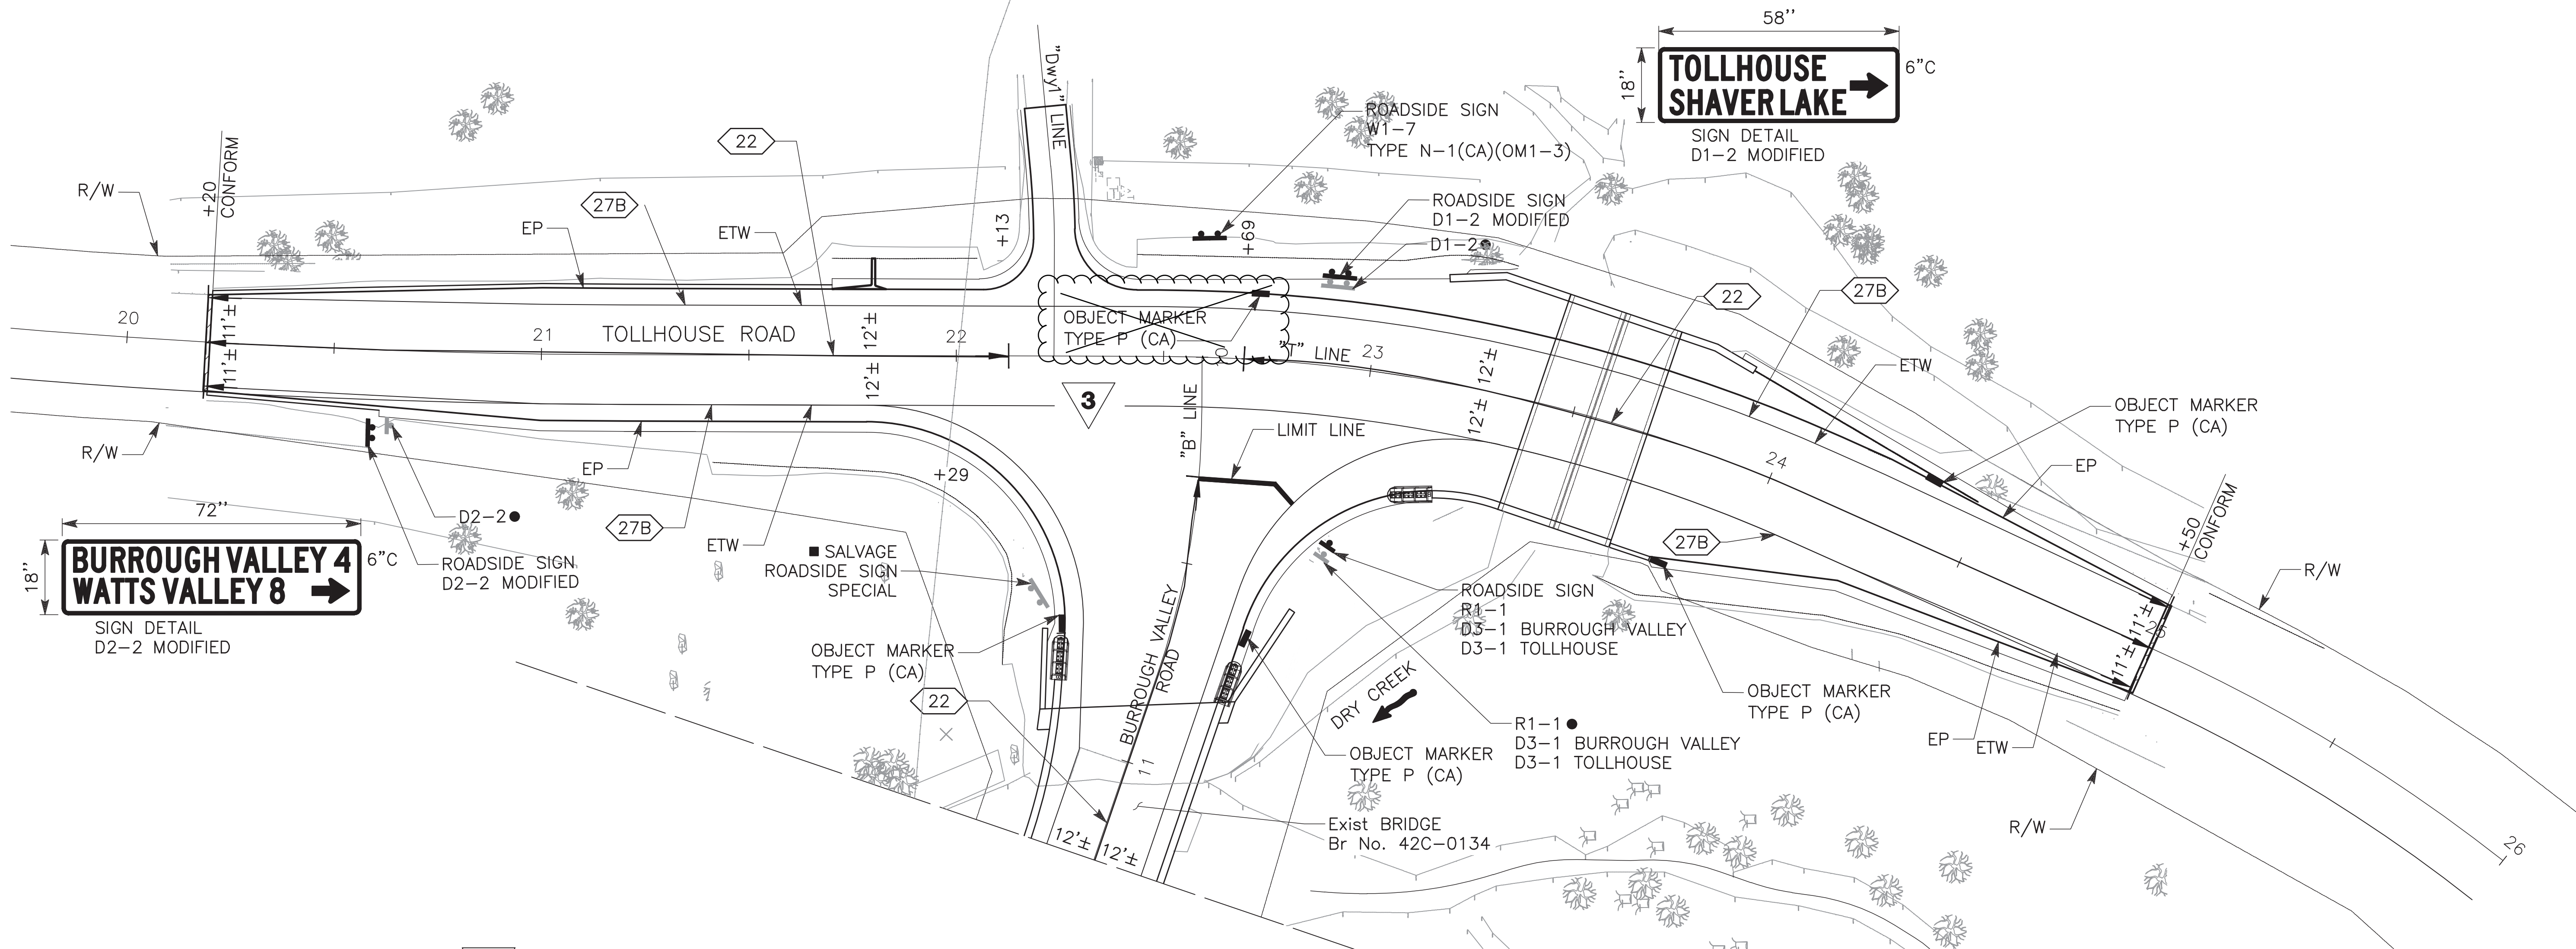 58"
18"
TOLLHOUSE
SHAVER LAKE
6"C
SIGN DETAIL
D1-2 MODIFIED
"Dwy1" LINE
ROADSIDE SIGN
W1-7
TYPE N-1(CA)(OM1-3)
22
R/W
+20
CONFORM
27B
EP
ETW
+13
+69
ROADSIDE SIGN
D1-2 MODIFIED
D1-2●
22
27B
20
11'± 11'±
21
TOLLHOUSE ROAD
12'± 12'±
22
OBJECT MARKER
TYPE P (CA)
"T" LINE
23
12'± 12'±
ETW
3
"B" LINE
LIMIT LINE
OBJECT MARKER
TYPE P (CA)
R/W
EP
+29
24
EP
72"
18"
BURROUGH VALLEY 4
WATTS VALLEY 8
6"C
SIGN DETAIL
D2-2 MODIFIED
D2-2●
ROADSIDE SIGN
D2-2 MODIFIED
27B
ETW
■ SALVAGE
ROADSIDE SIGN
SPECIAL
27B
+50
CONFORM
R/W
ROADSIDE SIGN
R1-1
D3-1 BURROUGH VALLEY
D3-1 TOLLHOUSE
11'± 11'±
25
OBJECT MARKER
TYPE P (CA)
22
BURROUGH VALLEY
ROAD
DRY CREEK
OBJECT MARKER
TYPE P (CA)
R1-1●
D3-1 BURROUGH VALLEY
D3-1 TOLLHOUSE
EP
ETW
OBJECT MARKER
TYPE P (CA)
11
Exist BRIDGE
Br No. 42C-0134
12'± 12'±
R/W
26